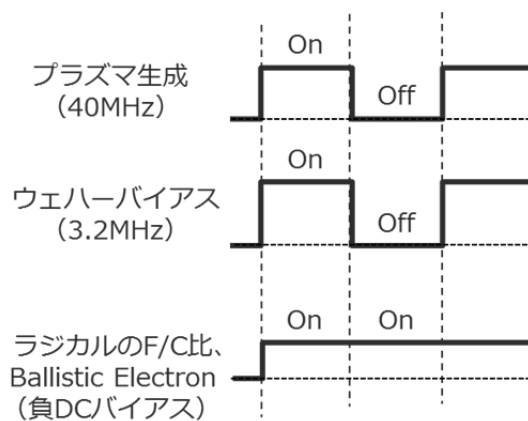 On
プラズマ生成
（40MHz）
Off
On
ウェハーバイアス
（3.2MHz）
Off
On
On
ラジカルのF/C比、
Ballistic Electron
（負DCバイアス）